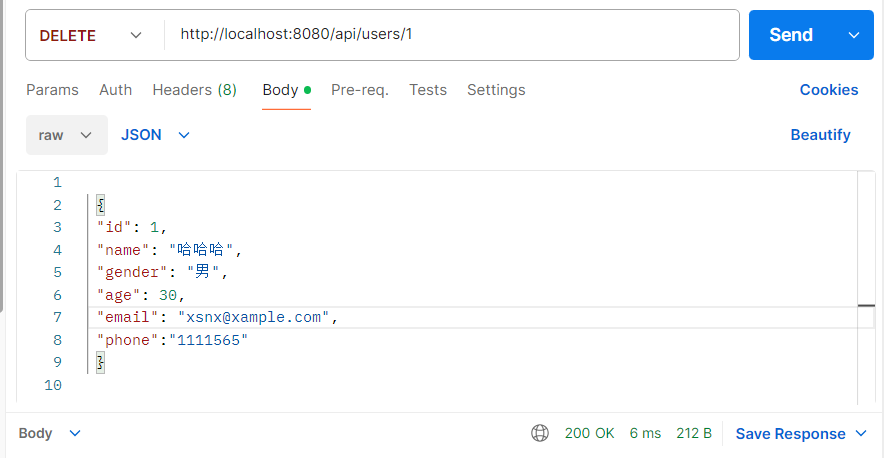 DELETE http://localhost:8080/api/users/1 Send
Params Auth Headers (8) Body Pre-req. Tests Settings Cookies
raw JSON Beautify
1
2 {
3 "id": 1,
4 "name": "哈哈哈",
5 "gender": "男",
6 "age": 30,
7 "email": "xsnx@xample.com",
8 "phone":"1111565"
9 }
10
Body 200 OK 6 ms 212 B Save Response